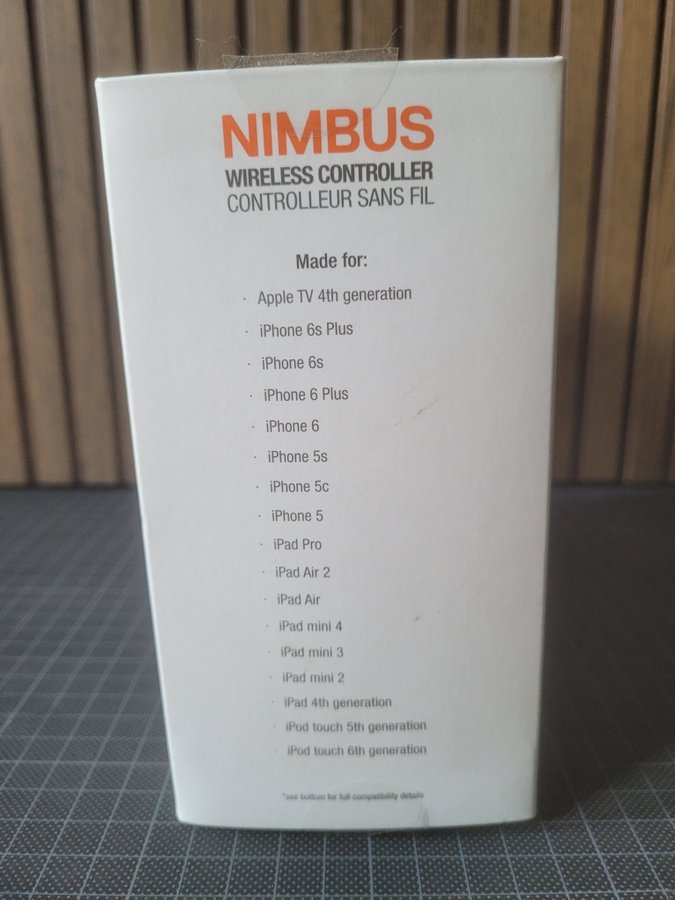 NIMBUS
WIRELESS CONTROLLER
CONTROLLEUR SANS FIL
Made for:
· Apple TV 4th generation
· iPhone 6s Plus
· iPhone 6s
· iPhone 6 Plus
· iPhone 6
· iPhone 5s
· iPhone 5c
· iPhone 5
· iPad Pro
· iPad Air 2
· iPad Air
· iPad mini 4
· iPad mini 3
· iPad mini 2
· iPad 4th generation
· iPod touch 5th generation
· iPod touch 6th generation
*see bottom for full compatibility details